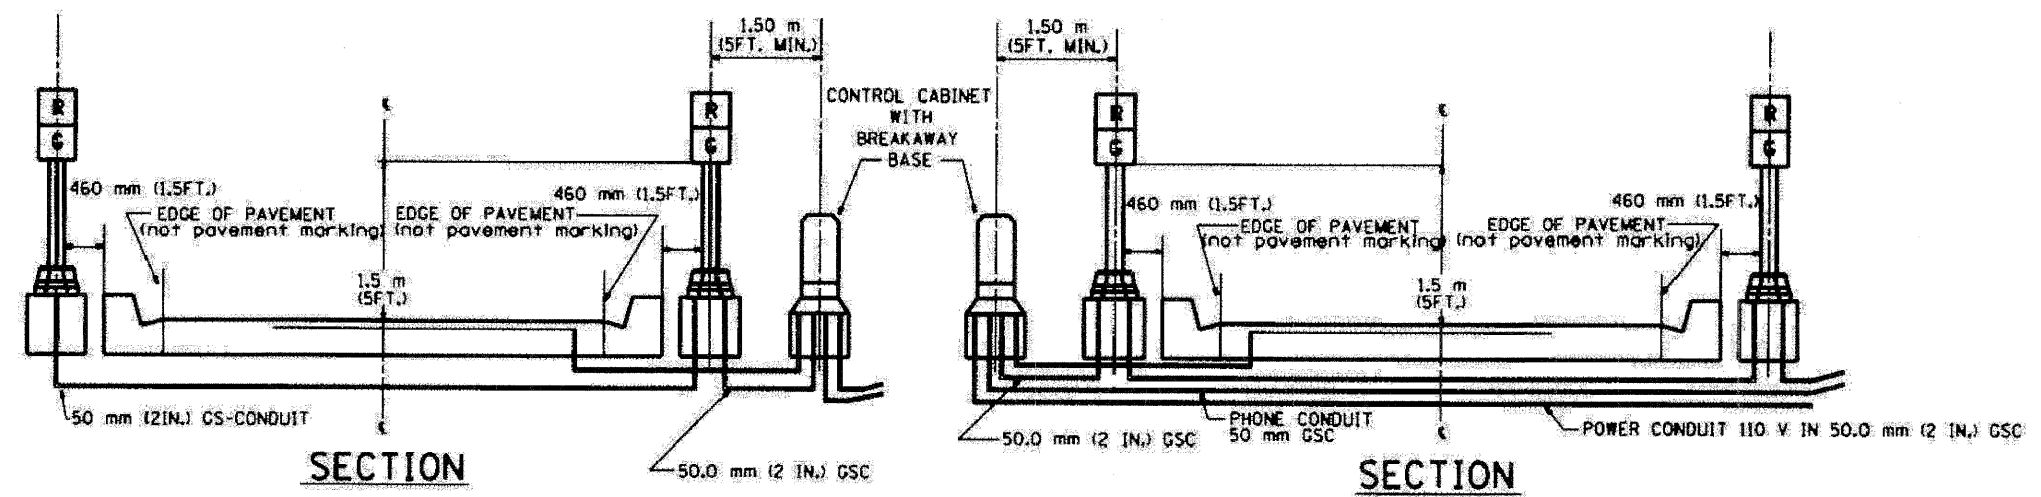 1.50 m
(5FT. MIN.)
1.50 m
(5FT. MIN.)
R
G
℄
R
G
CONTROL CABINET
WITH
BREAKAWAY
BASE
R
G
℄
R
G
460 mm (1.5FT.)
460 mm (1.5FT.)
EDGE OF PAVEMENT
(not pavement marking)
EDGE OF PAVEMENT
(not pavement marking)
460 mm (1.5FT.)
460 mm (1.5FT.)
EDGE OF PAVEMENT
(not pavement marking)
EDGE OF PAVEMENT
(not pavement marking)
1.5 m
(5FT.)
1.5 m
(5FT.)
50 mm (2IN.) GS-CONDUIT
℄
50.0 mm (2 IN.) GSC
SECTION
50.0 mm (2 IN.) GSC
PHONE CONDUIT
50 mm GSC
℄
POWER CONDUIT 110 V IN 50.0 mm (2 IN.) GSC
SECTION